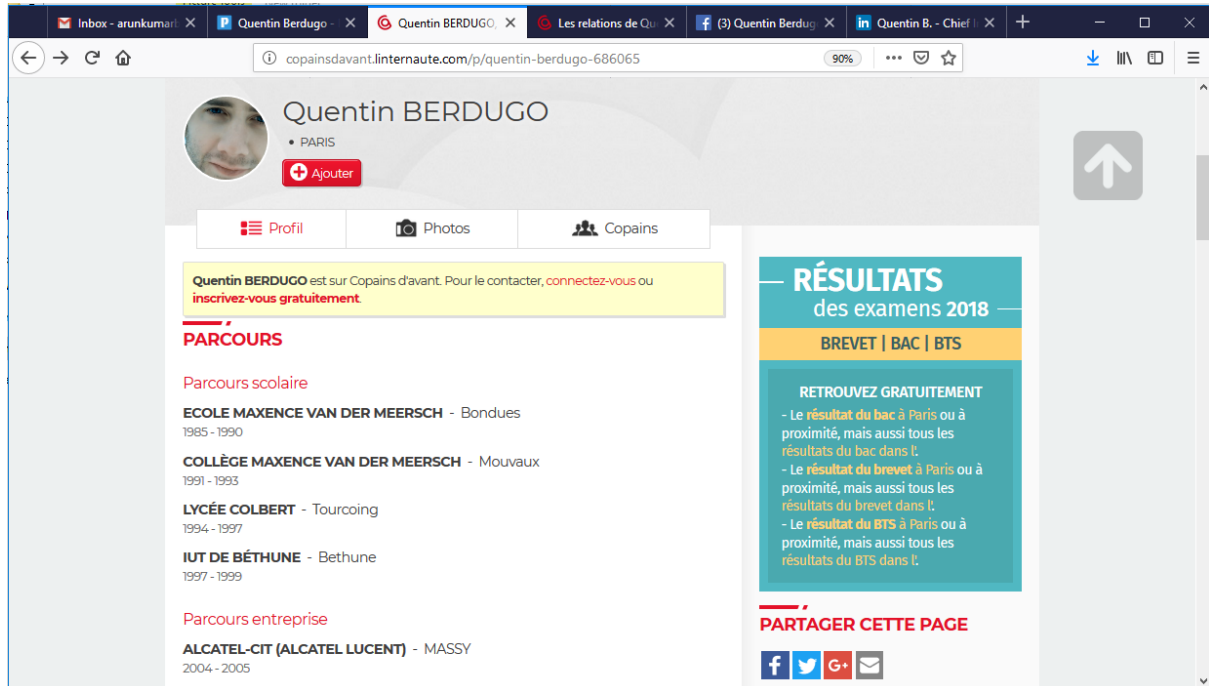 Inbox - arunkumar
Quentin Berdugo -
Quentin BERDUGO,
Les relations de Qu
(3) Quentin Berdug
Quentin B. - Chief I
copainsdavant.linternaute.com/p/quentin-berdugo-686065
90%
Quentin BERDUGO
• PARIS
Ajouter
Profil
Photos
Copains
Quentin BERDUGO est sur Copains d'avant. Pour le contacter, connectez-vous ou
inscrivez-vous gratuitement.
PARCOURS
Parcours scolaire
ECOLE MAXENCE VAN DER MEERSCH - Bondues
1985 - 1990
COLLÈGE MAXENCE VAN DER MEERSCH - Mouvaux
1991 - 1993
LYCÉE COLBERT - Tourcoing
1994 - 1997
IUT DE BÉTHUNE - Bethune
1997 - 1999
Parcours entreprise
ALCATEL-CIT (ALCATEL LUCENT) - MASSY
2004 - 2005
RÉSULTATS
des examens 2018
BREVET | BAC | BTS
RETROUVEZ GRATUITEMENT
- Le résultat du bac à Paris ou à
proximité, mais aussi tous les
résultats du bac dans l'.
- Le résultat du brevet à Paris ou à
proximité, mais aussi tous les
résultats du brevet dans l'.
- Le résultat du BTS à Paris ou à
proximité, mais aussi tous les
résultats du BTS dans l'.
PARTAGER CETTE PAGE